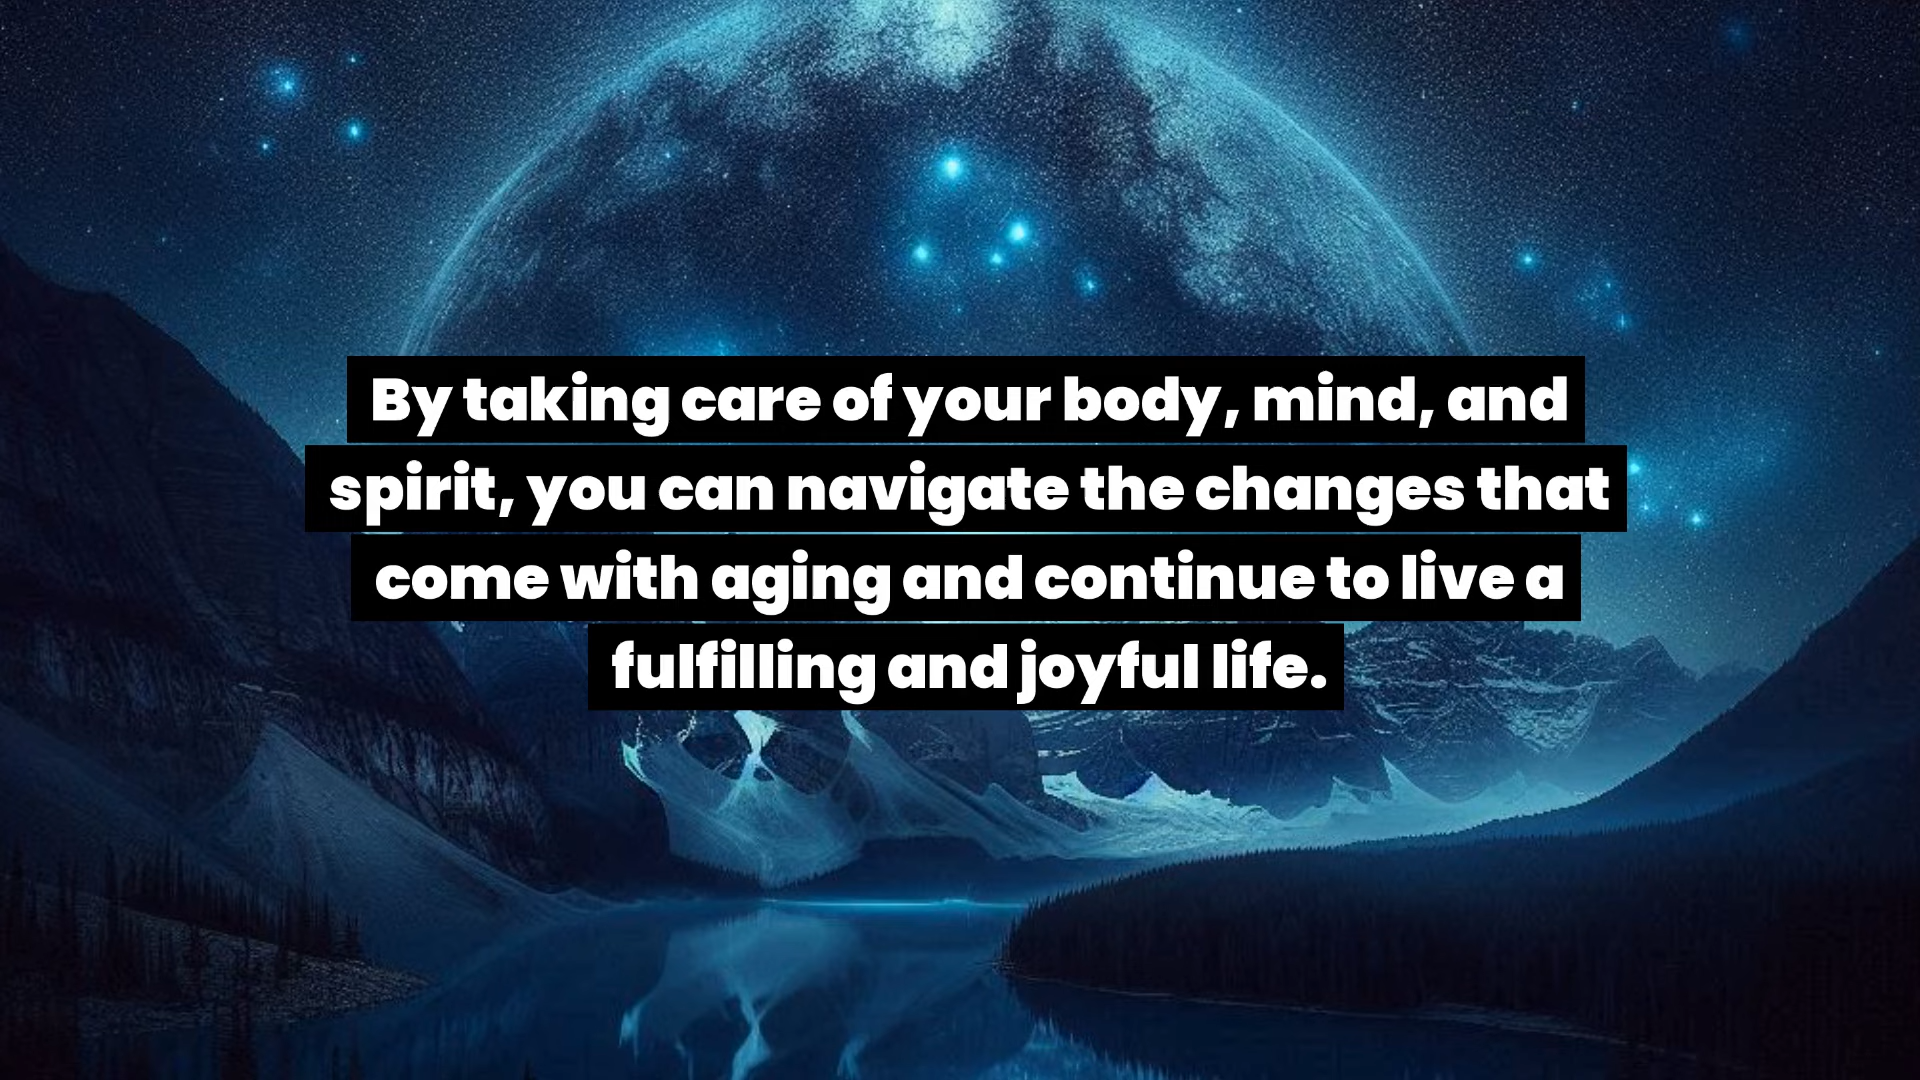 By taking care of your body, mind, and
spirit, you can navigate the changes that
come with aging and continue to live a
fulfilling and joyful life.